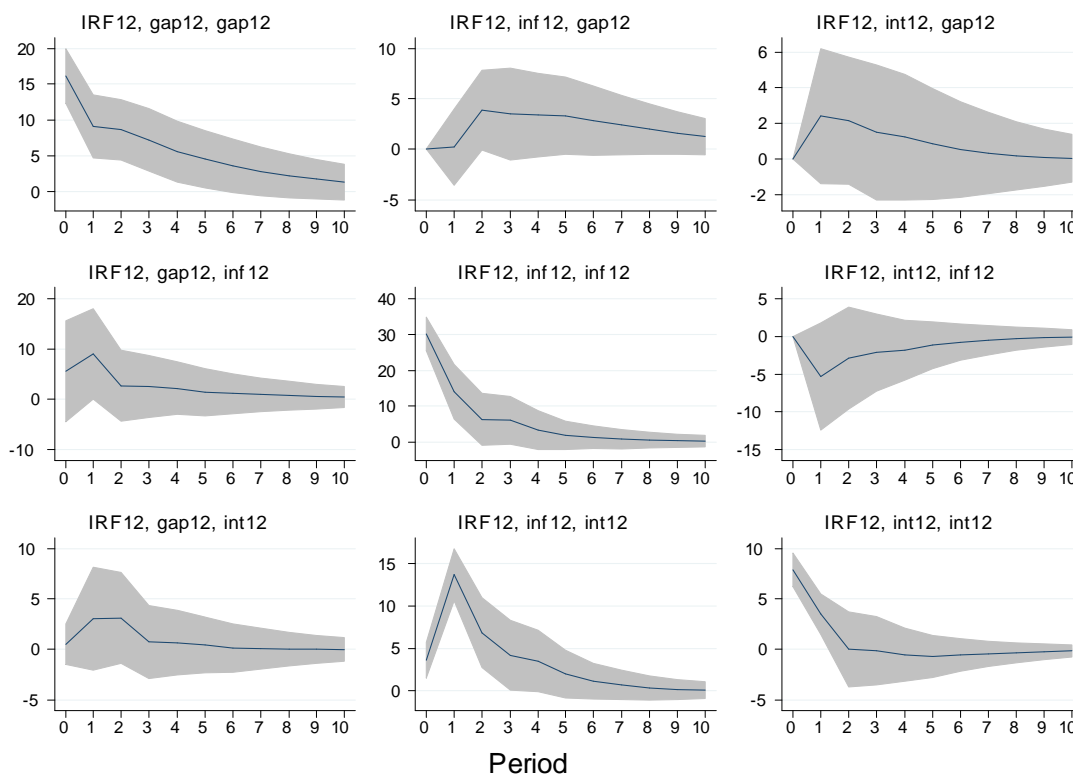 IRF12, gap12, gap12
IRF12, inf12, gap12
IRF12, int12, gap12
20
15
10
5
0
0 1 2 3 4 5 6 7 8 9 10
10
5
0
-5
0 1 2 3 4 5 6 7 8 9 10
6
4
2
0
-2
0 1 2 3 4 5 6 7 8 9 10
IRF12, gap12, inf12
IRF12, inf12, inf12
IRF12, int12, inf12
20
10
0
-10
0 1 2 3 4 5 6 7 8 9 10
40
30
20
10
0
0 1 2 3 4 5 6 7 8 9 10
5
0
-5
-10
-15
0 1 2 3 4 5 6 7 8 9 10
IRF12, gap12, int12
IRF12, inf12, int12
IRF12, int12, int12
10
5
0
-5
0 1 2 3 4 5 6 7 8 9 10
15
10
5
0
0 1 2 3 4 5 6 7 8 9 10
10
5
0
-5
0 1 2 3 4 5 6 7 8 9 10
Period